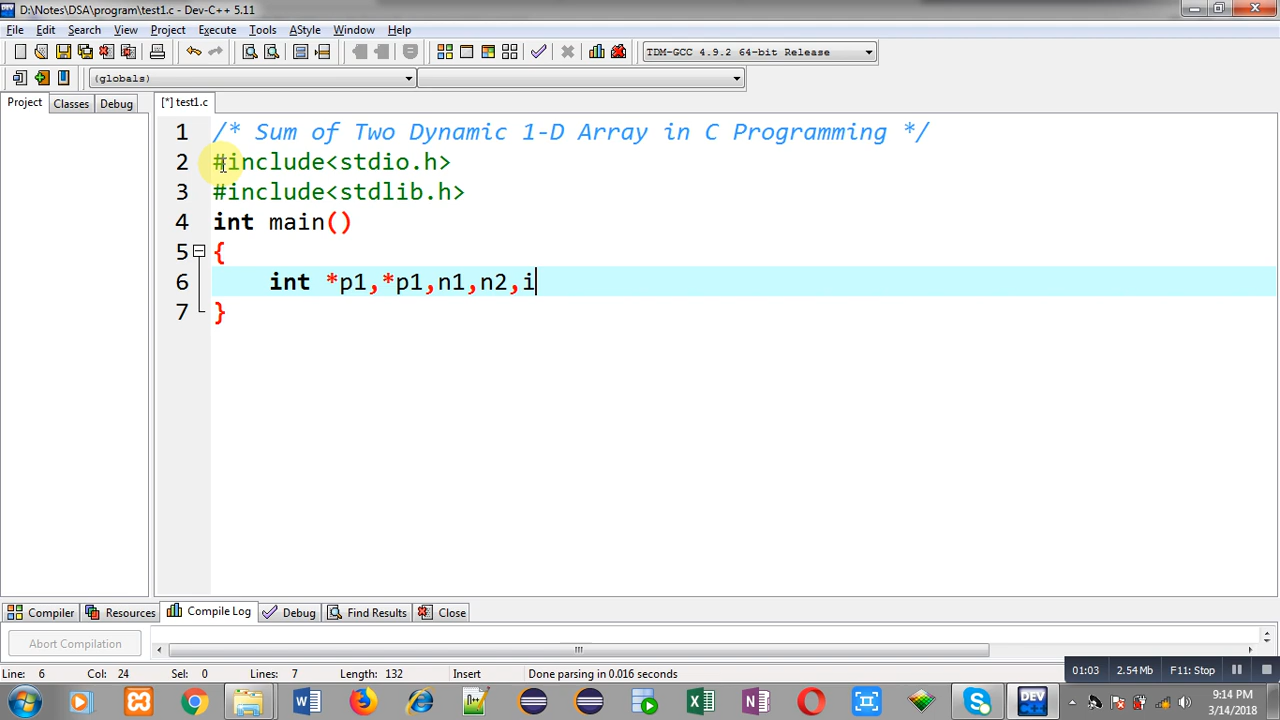 D:\Notes\DSA\program\test1.c - Dev-C++ 5.11
File Edit Search View Project Execute Tools AStyle Window Help
TDM-GCC 4.9.2 64-bit Release
(globals)
Project Classes Debug [*] test1.c
1 /* Sum of Two Dynamic 1-D Array in C Programming */
2 #include<stdio.h>
3 #include<stdlib.h>
4 int main()
5 {
6 int *p1,*p1,n1,n2,i
7 }
Compiler Resources Compile Log Debug Find Results Close
Abort Compilation
Line: 6 Col: 24 Sel: 0 Lines: 7 Length: 132 Insert Done parsing in 0.016 seconds
01:03 2.54 Mb F11: Stop
DEV
9:14 PM
3/14/2018